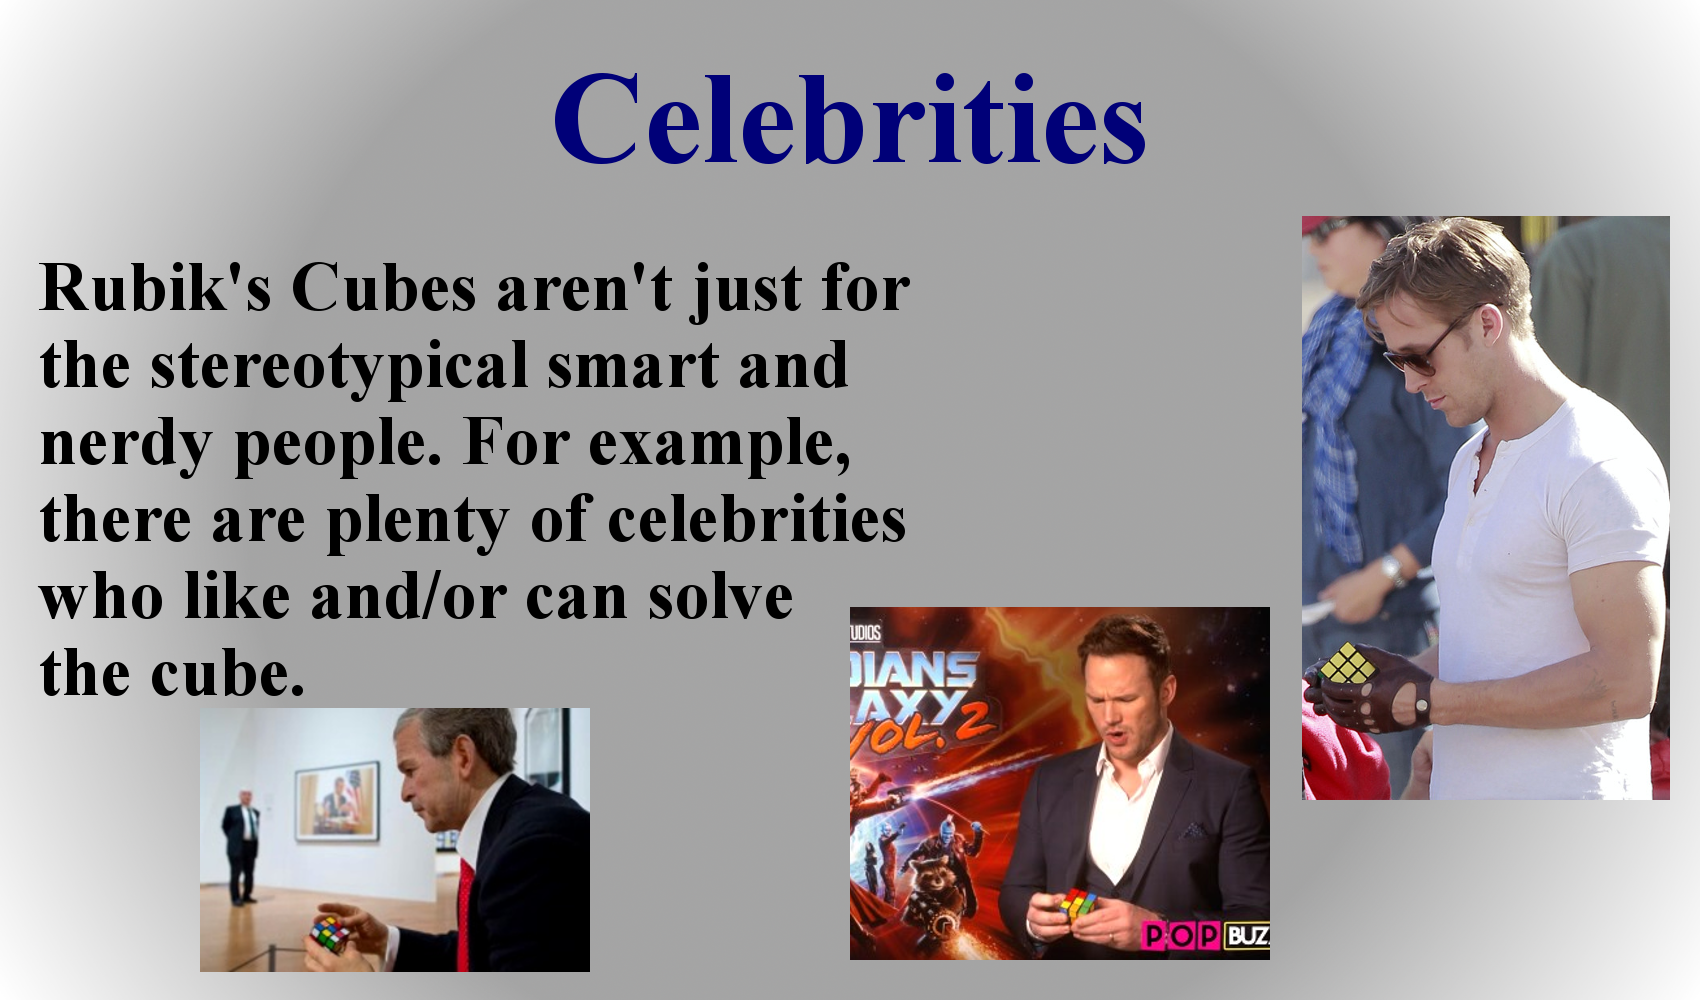 Celebrities
Rubik's Cubes aren't just for
the stereotypical smart and
nerdy people. For example,
there are plenty of celebrities
who like and/or can solve
the cube.
UDIOS
DIANS
AXY
VOL. 2
POP BUZ